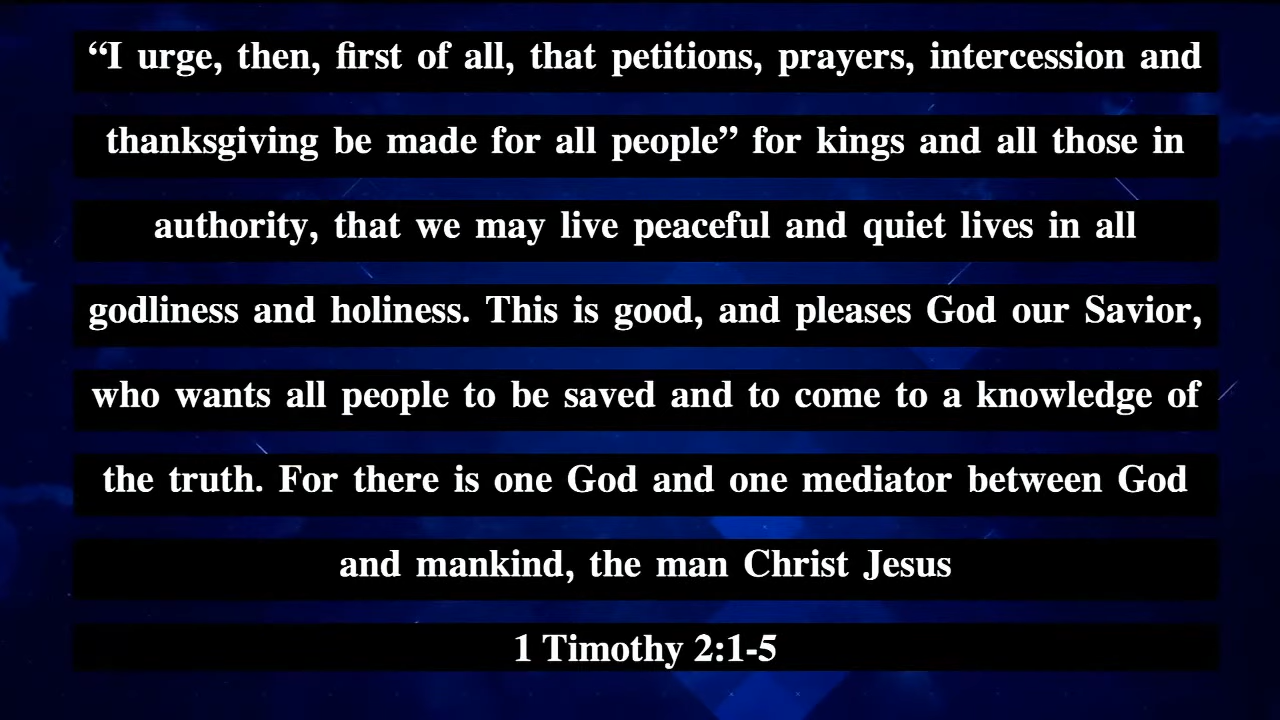 “I urge, then, first of all, that petitions, prayers, intercession and
thanksgiving be made for all people” for kings and all those in
authority, that we may live peaceful and quiet lives in all
godliness and holiness. This is good, and pleases God our Savior,
who wants all people to be saved and to come to a knowledge of
the truth. For there is one God and one mediator between God
and mankind, the man Christ Jesus
1 Timothy 2:1-5